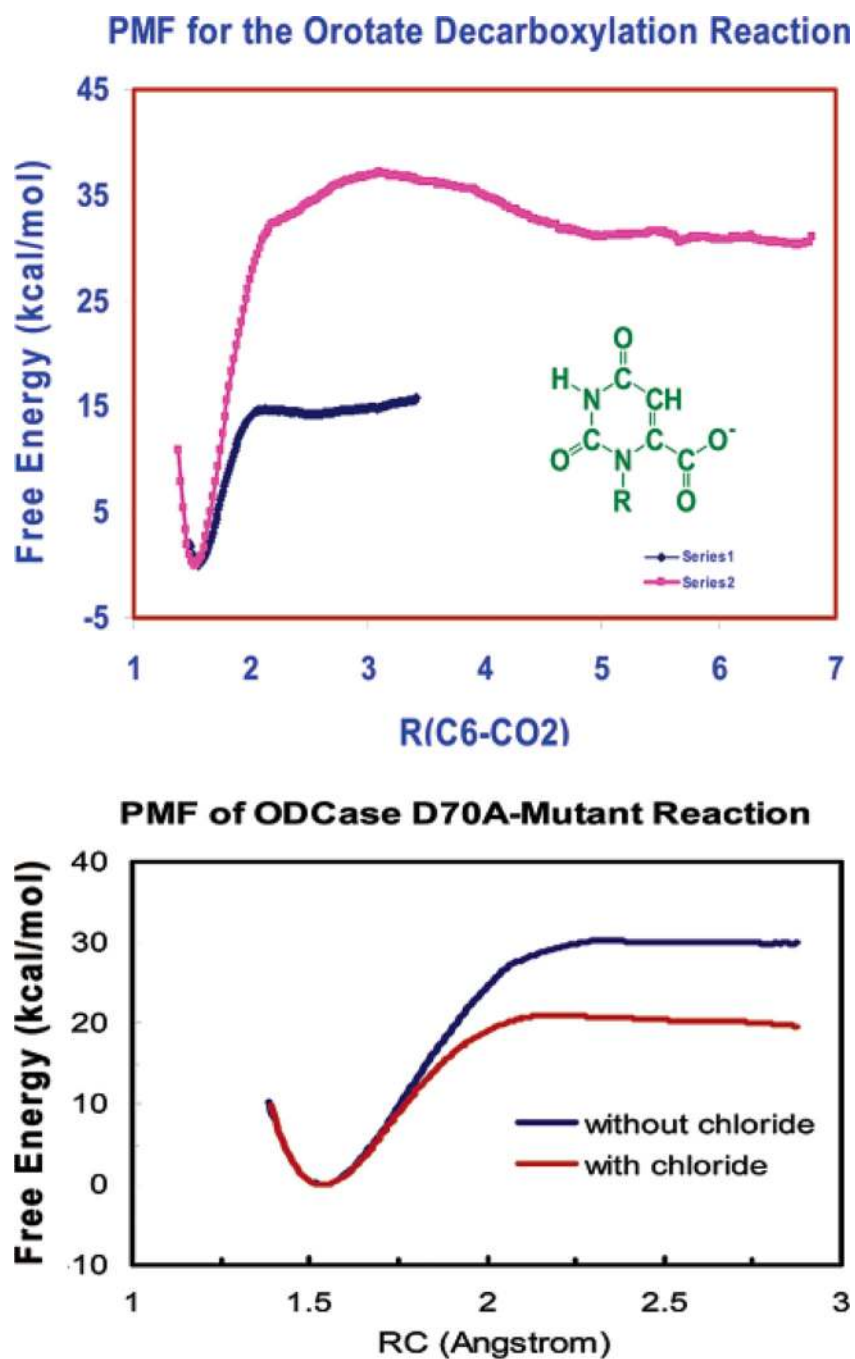 PMF for the Orotate Decarboxylation Reaction
Free Energy (kcal/mol)
45
35
25
15
5
-5
1 2 3 4 5 6 7
R(C6-CO2)
O
H
C
N
CH
C
C
O
N
C
O-
R
O
Series1
Series2
PMF of ODCase D70A-Mutant Reaction
Free Energy (kcal/mol)
40
30
20
10
0
10
without chloride
with chloride
1 1.5 2 2.5 3
RC (Angstrom)